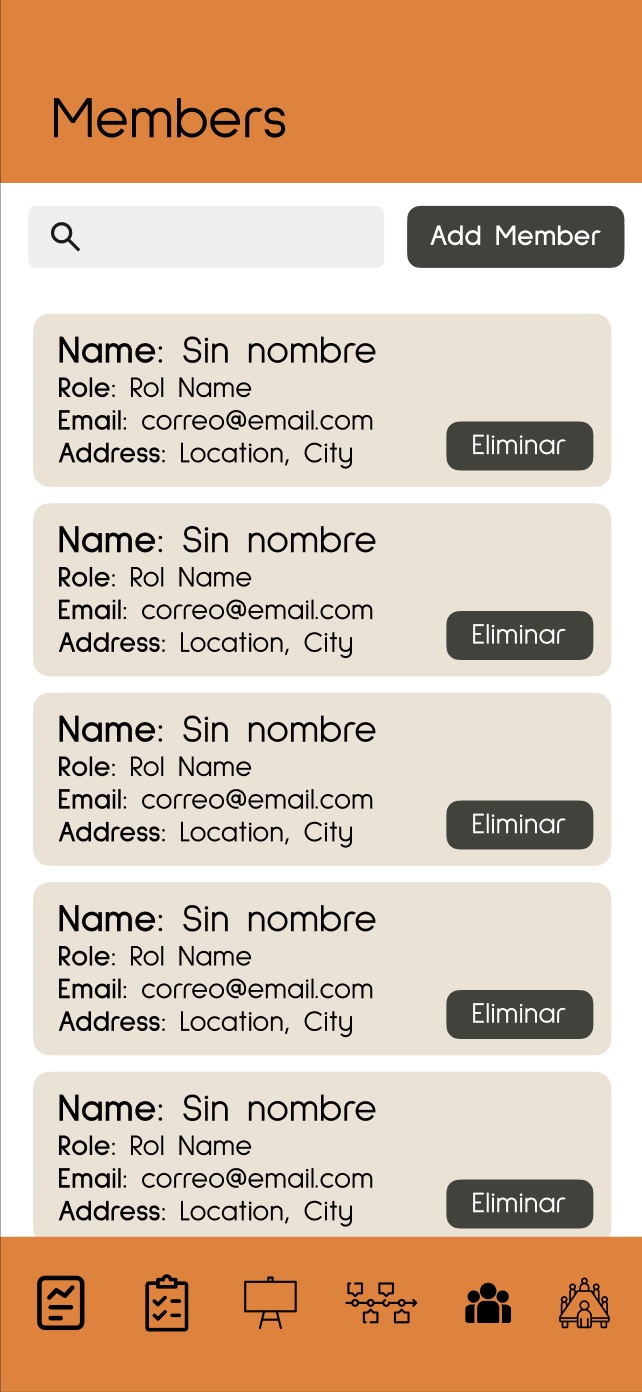 Members
Add Member
Name: Sin nombre
Role: Rol Name
Email: correo@email.com
Address: Location, City
Eliminar
Name: Sin nombre
Role: Rol Name
Email: correo@email.com
Address: Location, City
Eliminar
Name: Sin nombre
Role: Rol Name
Email: correo@email.com
Address: Location, City
Eliminar
Name: Sin nombre
Role: Rol Name
Email: correo@email.com
Address: Location, City
Eliminar
Name: Sin nombre
Role: Rol Name
Email: correo@email.com
Address: Location, City
Eliminar